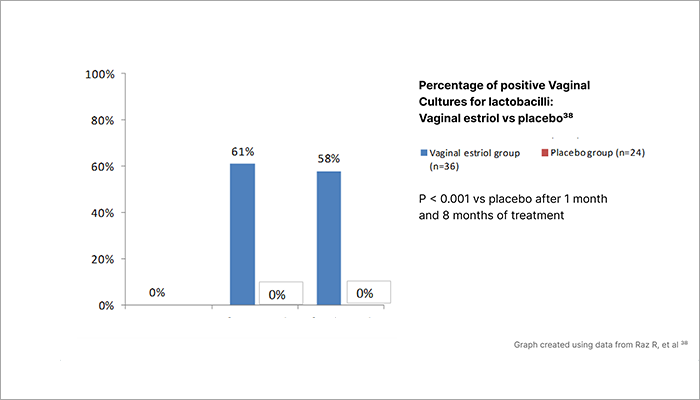 100%
80%
60%
40%
20%
0%
61%
58%
0%
0%
0%
Percentage of positive Vaginal
Cultures for lactobacilli:
Vaginal estriol vs placebo³⁸
Vaginal estriol group
(n=36)
Placebo group (n=24)
P < 0.001 vs placebo after 1 month
and 8 months of treatment
Graph created using data from Raz R, et al ³⁸